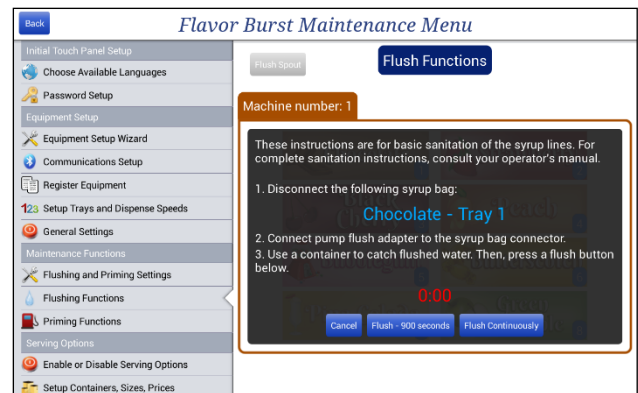 Back
Flavor Burst Maintenance Menu
Initial Touch Panel Setup
Choose Available Languages
Password Setup
Equipment Setup
Equipment Setup Wizard
Communications Setup
Register Equipment
123 Setup Trays and Dispense Speeds
General Settings
Maintenance Functions
Flushing and Priming Settings
Flushing Functions
Priming Functions
Serving Options
Enable or Disable Serving Options
Setup Containers, Sizes, Prices
Flush Spout
Flush Functions
Machine number: 1
These instructions are for basic sanitation of the syrup lines. For
complete sanitation instructions, consult your operator's manual.
1. Disconnect the following syrup bag:
Chocolate - Tray 1
2. Connect pump flush adapter to the syrup bag connector.
3. Use a container to catch flushed water. Then, press a flush button
below.
0:00
Cancel
Flush - 900 seconds
Flush Continuously